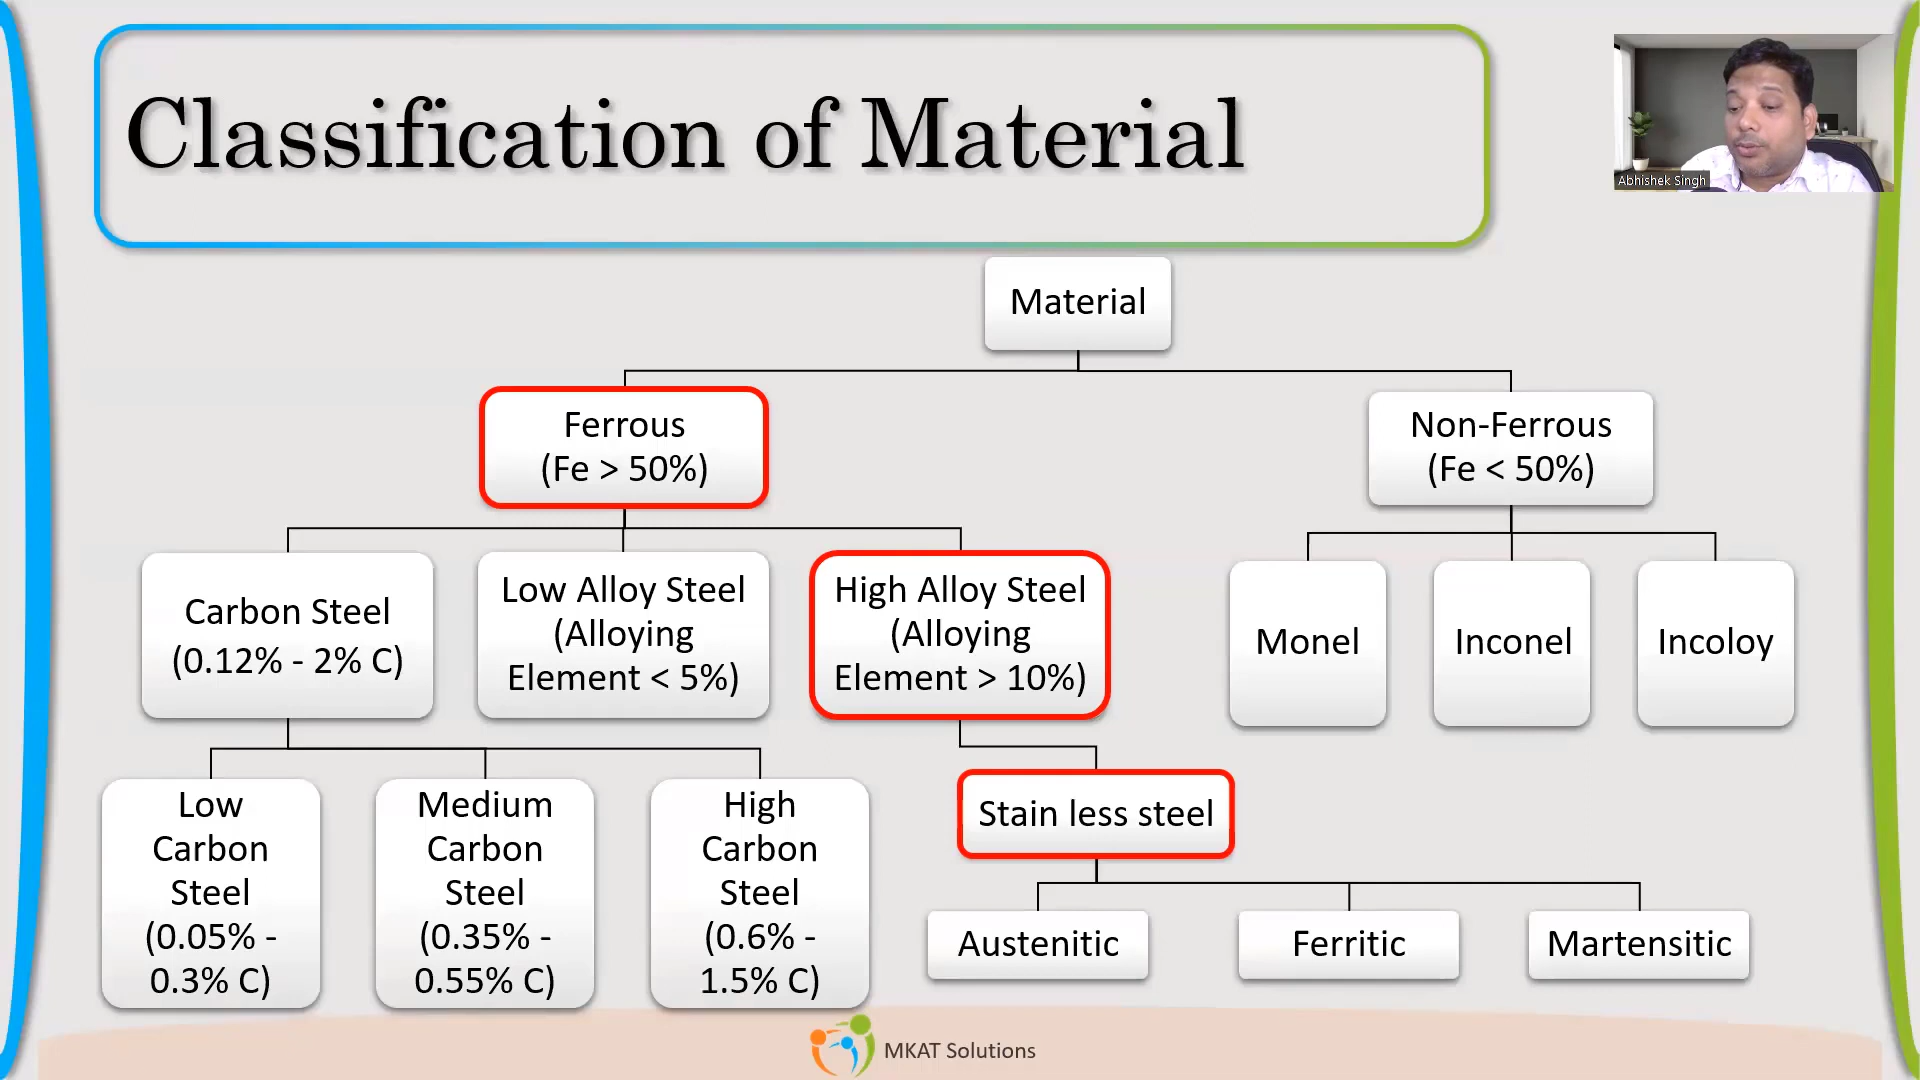 Classification of Material
Abhishek Singh
Material
Ferrous
(Fe > 50%)
Non-Ferrous
(Fe < 50%)
Carbon Steel
(0.12% - 2% C)
Low Alloy Steel
(Alloying
Element < 5%)
High Alloy Steel
(Alloying
Element > 10%)
Monel
Inconel
Incoloy
Low
Carbon
Steel
(0.05% -
0.3% C)
Medium
Carbon
Steel
(0.35% -
0.55% C)
High
Carbon
Steel
(0.6% -
1.5% C)
Stain less steel
Austenitic
Ferritic
Martensitic
MKAT Solutions